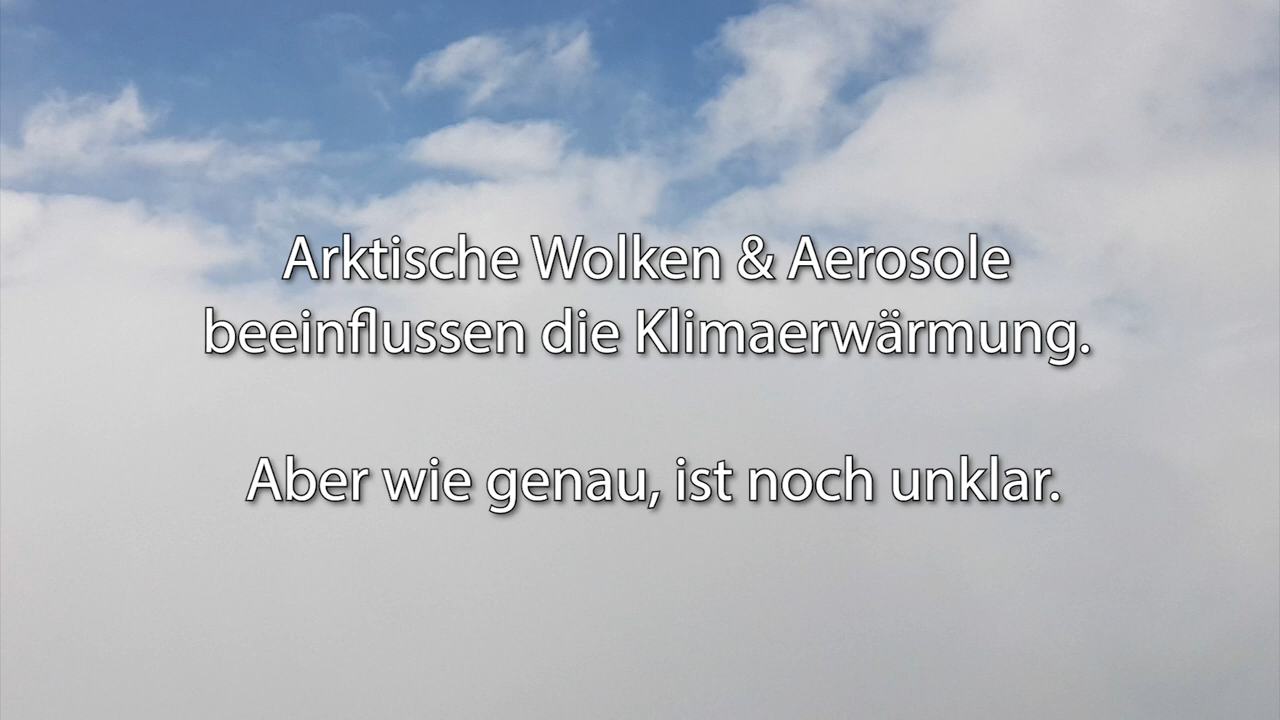 Arktische Wolken & Aerosole
beeinflussen die Klimaerwärmung.
Aber wie genau, ist noch unklar.